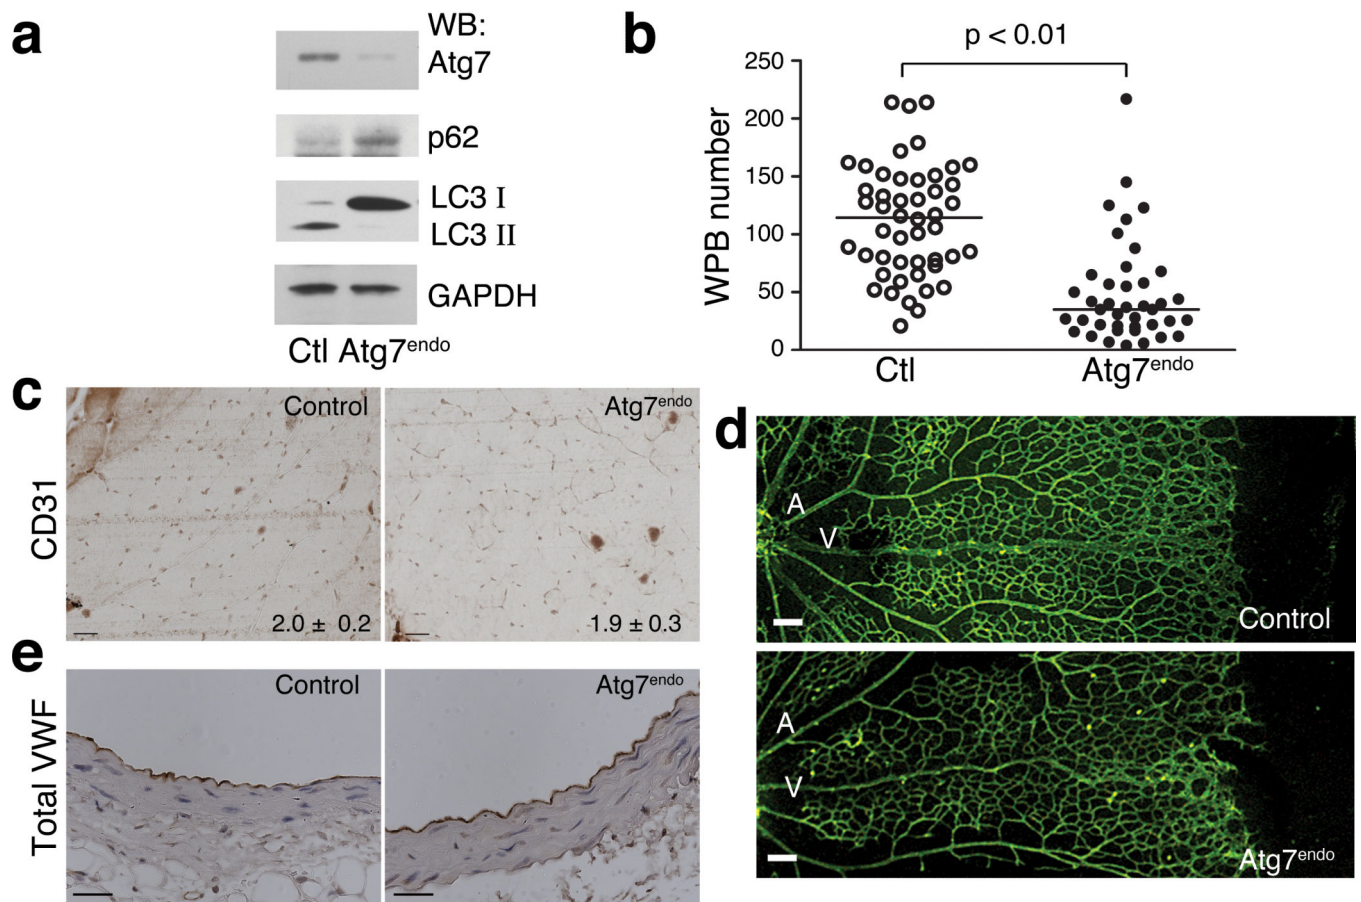 a
WB:
Atg7
p62
LC3 I
LC3 II
GAPDH
Ctl Atg7endo
b
p < 0.01
WPB number
250
200
150
100
50
0
Ctl
Atg7endo
c
CD31
Control
2.0 ± 0.2
Atg7endo
1.9 ± 0.3
d
A
V
Control
A
V
Atg7endo
e
Total VWF
Control
Atg7endo